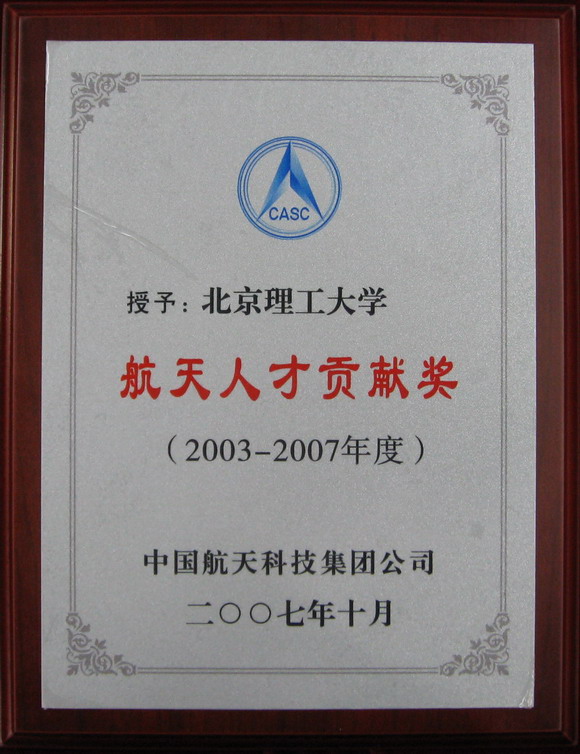 CASC
授予：北京理工大学
航天人才贡献奖
（2003-2007年度）
中国航天科技集团公司
二〇〇七年十月